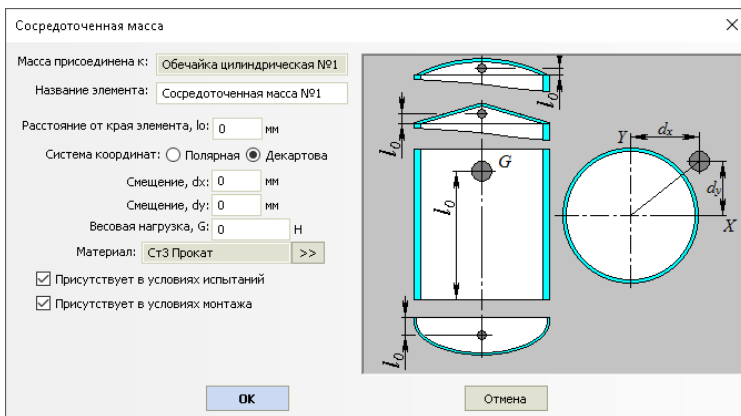 Сосредоточенная масса
Масса присоединена к: Обечайка цилиндрическая №1
Название элемента: Сосредоточенная масса №1
Расстояние от края элемента, lo: 0 мм
Система координат: Полярная Декартова
Смещение, dx: 0 мм
Смещение, dy: 0 мм
Весовая нагрузка, G: 0 Н
Материал: Ст3 Прокат >>
Присутствует в условиях испытаний
Присутствует в условиях монтажа
OK
Отмена
l0
l0
G
l0
l0
Y
dx
dy
X